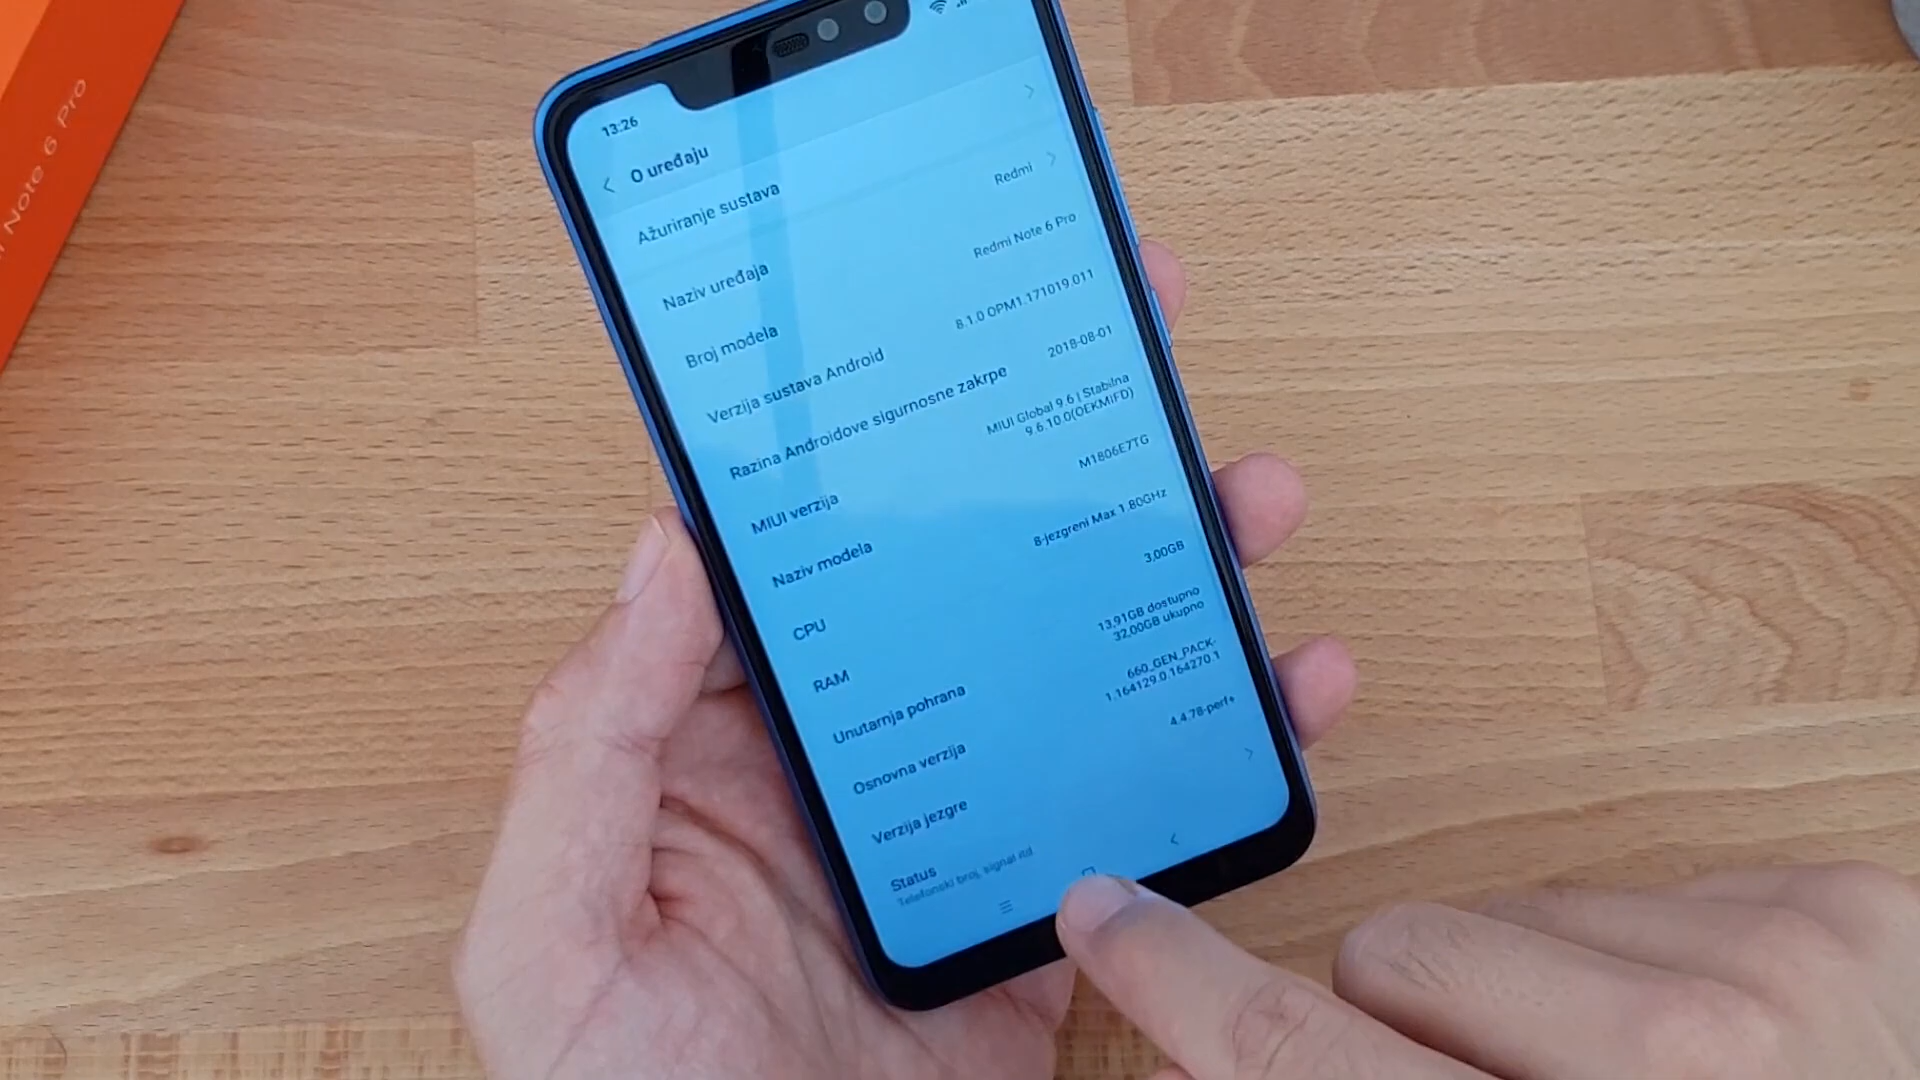 Note 6 Pro
13:26
O uređaju
Ažuriranje sustava
Naziv uređaja
Redmi
Broj modela
Redmi Note 6 Pro
Verzija sustava Android
8.1.0 OPM1.171019.011
Razina Androidove sigurnosne zakrpe
2018-08-01
MIUI verzija
MIUI Global 9.6 | Stabilna
9.6.10.0(OEKMIFD)
Naziv modela
M1806E7TG
CPU
8-jezgreni Max 1.80GHz
RAM
3,00GB
Unutarnja pohrana
13,91GB dostupno
32,00GB ukupno
Osnovna verzija
660_GEN_PACK-
1.164129.0.164270.1
Verzija jezgre
4.4.78-perf+
Status
Telefonski broj, signal itd